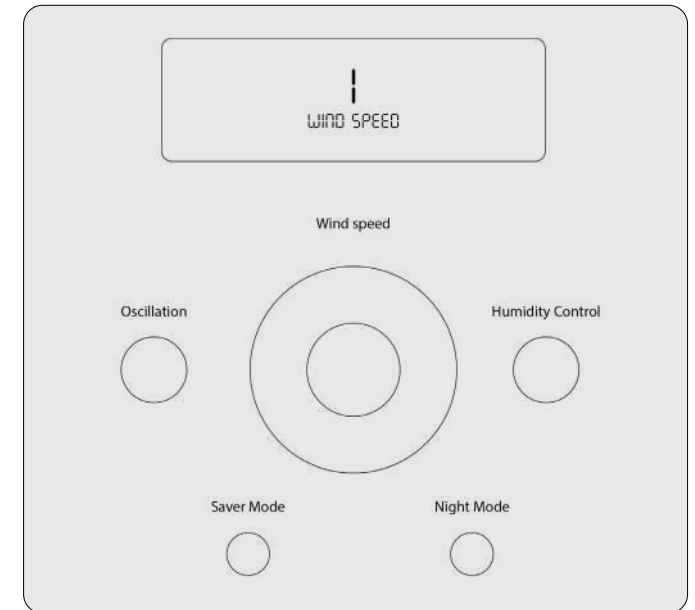 1
WIND SPEED
Wind speed
Oscillation
Humidity Control
Saver Mode
Night Mode